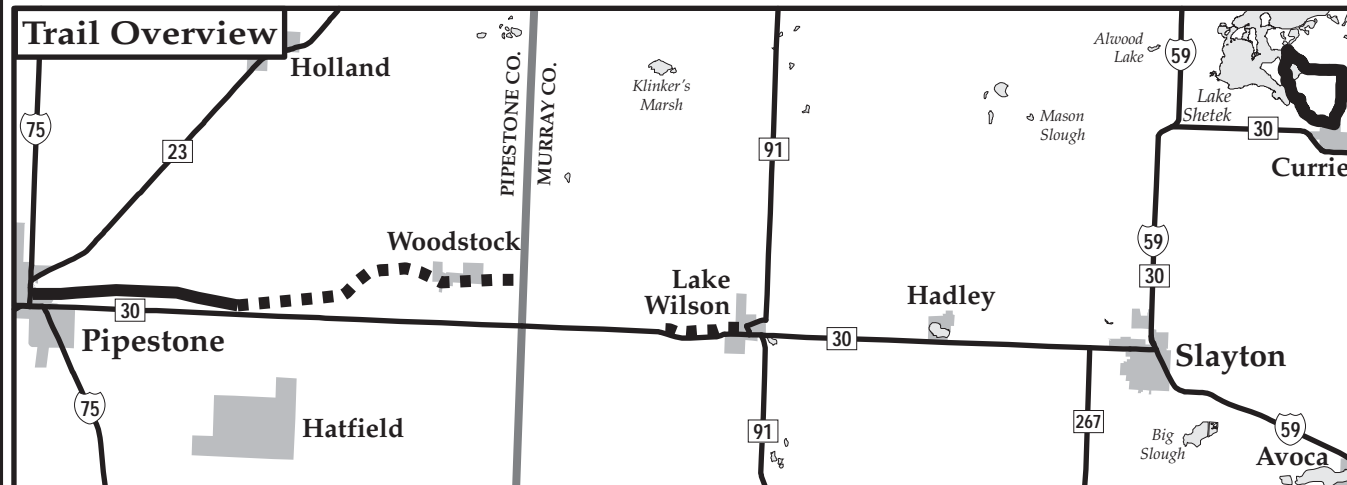 Trail Overview
Holland
75
23
Klinker's
Marsh
PIPESTONE CO.
MURRAY CO.
91
Alwood
Lake
59
Lake
Shetek
30
Currie
Mason
Slough
Woodstock
59
30
Lake
Wilson
Hadley
30
Pipestone
30
Slayton
75
Hatfield
91
267
Big
Slough
59
Avoca